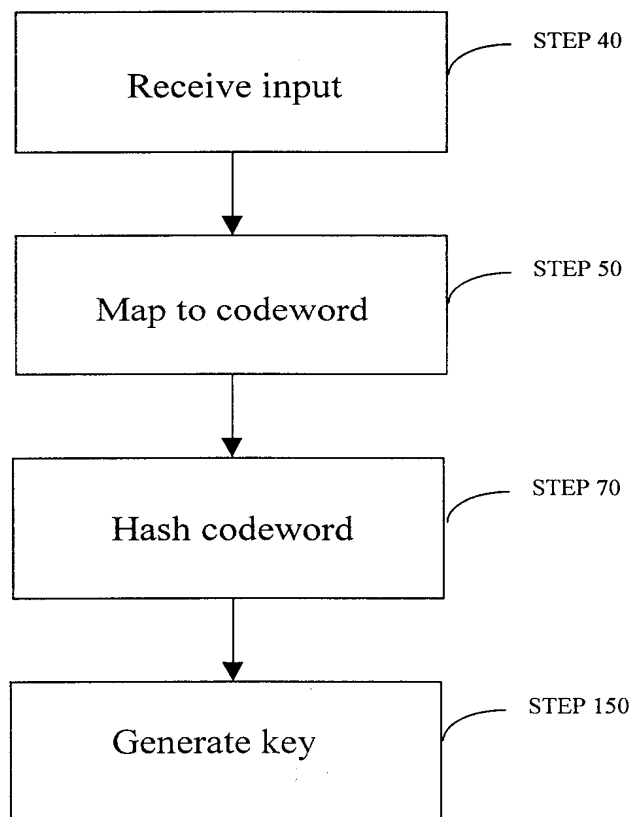 Receive input
STEP 40
Map to codeword
STEP 50
Hash codeword
STEP 70
Generate key
STEP 150